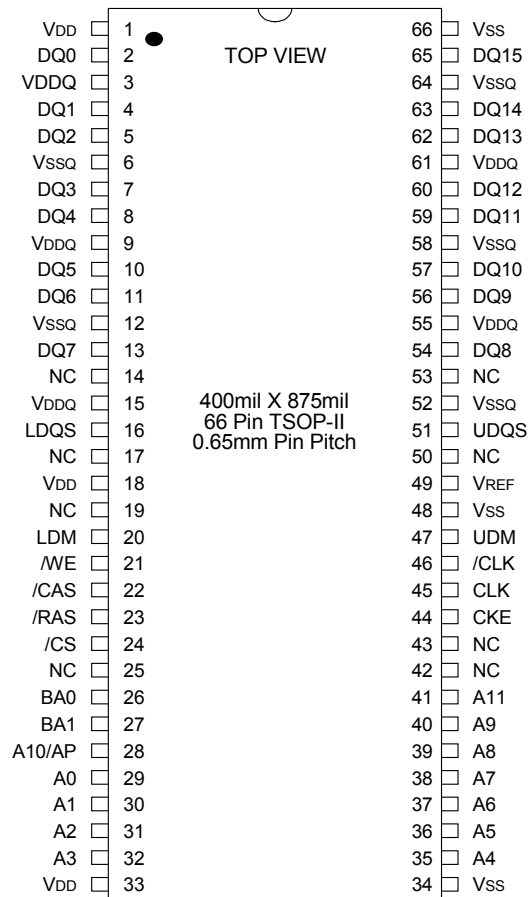 VDD 1 66 VSS
DQ0 2 TOP VIEW 65 DQ15
VDDQ 3 64 VSSQ
DQ1 4 63 DQ14
DQ2 5 62 DQ13
VSSQ 6 61 VDDQ
DQ3 7 60 DQ12
DQ4 8 59 DQ11
VDDQ 9 58 VSSQ
DQ5 10 57 DQ10
DQ6 11 56 DQ9
VSSQ 12 55 VDDQ
DQ7 13 54 DQ8
NC 14 53 NC
VDDQ 15 400mil X 875mil 52 VSSQ
LDQS 16 66 Pin TSOP-II 51 UDQS
NC 17 0.65mm Pin Pitch 50 NC
VDD 18 49 VREF
NC 19 48 VSS
LDM 20 47 UDM
/WE 21 46 /CLK
/CAS 22 45 CLK
/RAS 23 44 CKE
/CS 24 43 NC
NC 25 42 NC
BA0 26 41 A11
BA1 27 40 A9
A10/AP 28 39 A8
A0 29 38 A7
A1 30 37 A6
A2 31 36 A5
A3 32 35 A4
VDD 33 34 VSS